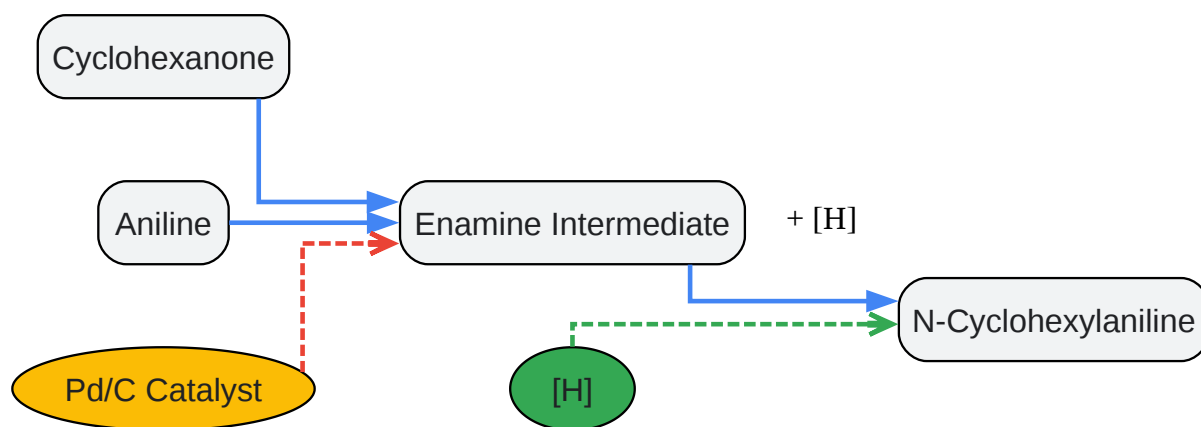 Cyclohexanone
Aniline
Enamine Intermediate
+ [H]
N-Cyclohexylaniline
Pd/C Catalyst
[H]